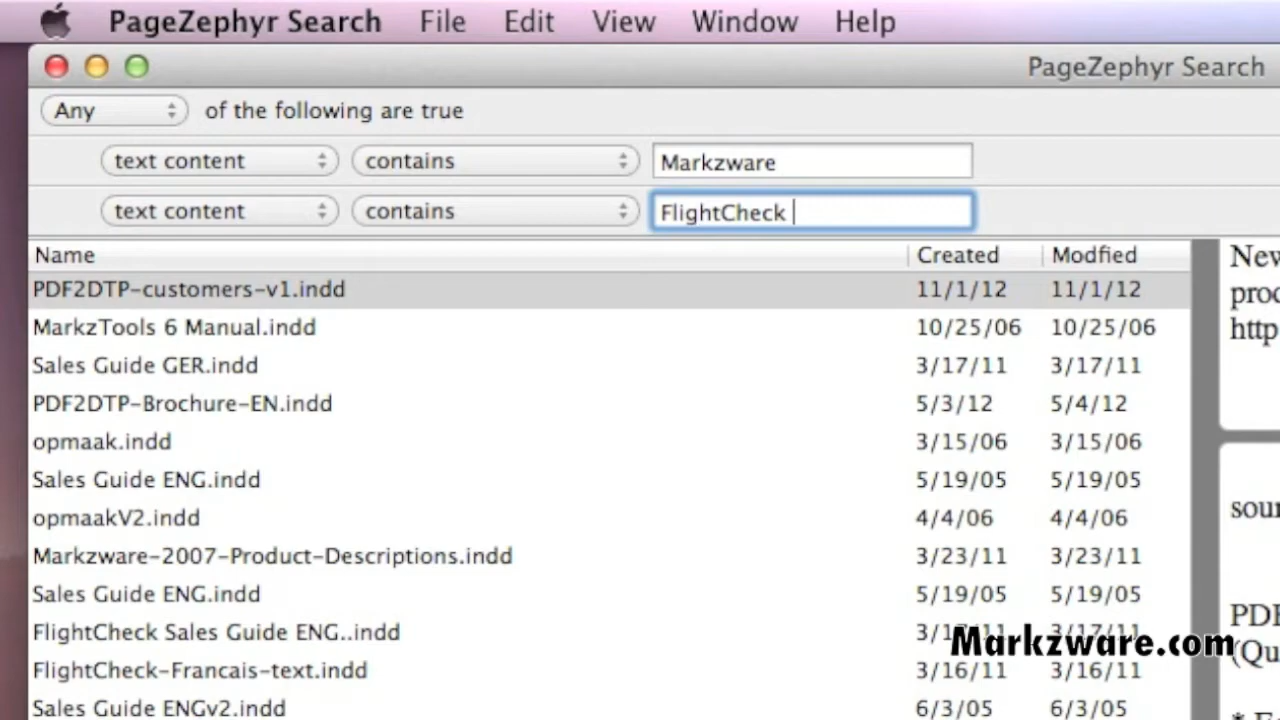 PageZephyr Search File Edit View Window Help
PageZephyr Search
Any of the following are true
text content contains Markzware
text content contains FlightCheck
Name Created Modfied
PDF2DTP-customers-v1.indd 11/1/12 11/1/12
MarkzTools 6 Manual.indd 10/25/06 10/25/06
Sales Guide GER.indd 3/17/11 3/17/11
PDF2DTP-Brochure-EN.indd 5/3/12 5/4/12
opmaak.indd 3/15/06 3/15/06
Sales Guide ENG.indd 5/19/05 5/19/05
opmaakV2.indd 4/4/06 4/4/06
Markzware-2007-Product-Descriptions.indd 3/23/11 3/23/11
Sales Guide ENG.indd 5/19/05 5/19/05
FlightCheck Sales Guide ENG..indd
FlightCheck-Francais-text.indd 3/16/11 3/16/11
Sales Guide ENGv2.indd 6/3/05 6/3/05
http
Markzware.com
(Qu